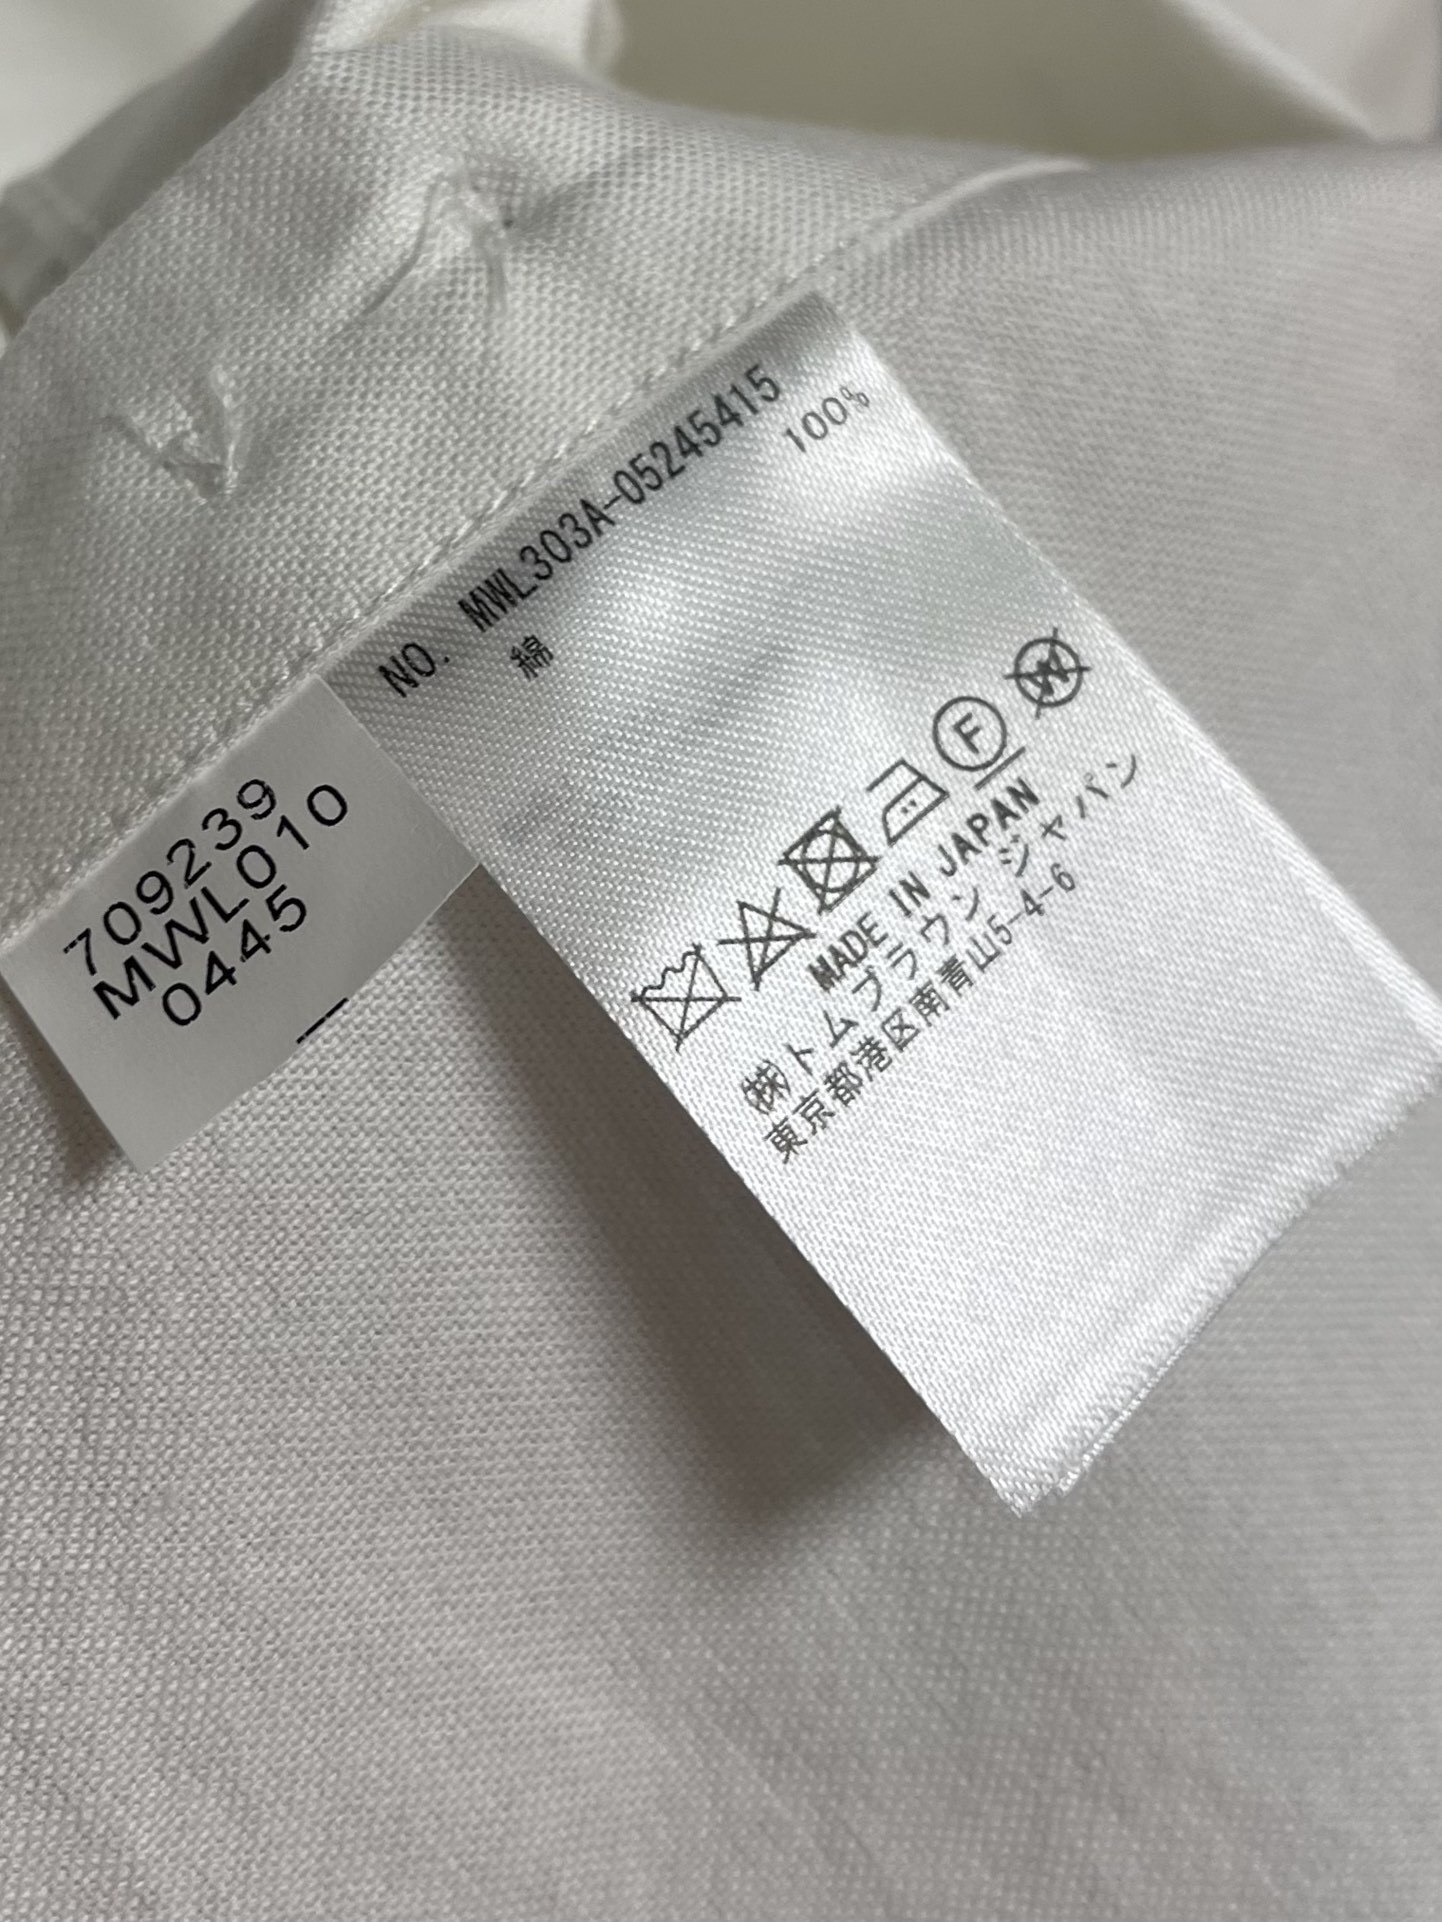 NO. MWL303A-05245415
綿 100%
F W
MADE IN JAPAN
㈱トムブラウン ジャパン
東京都港区南青山5-4-6
709239
MWL010
0445